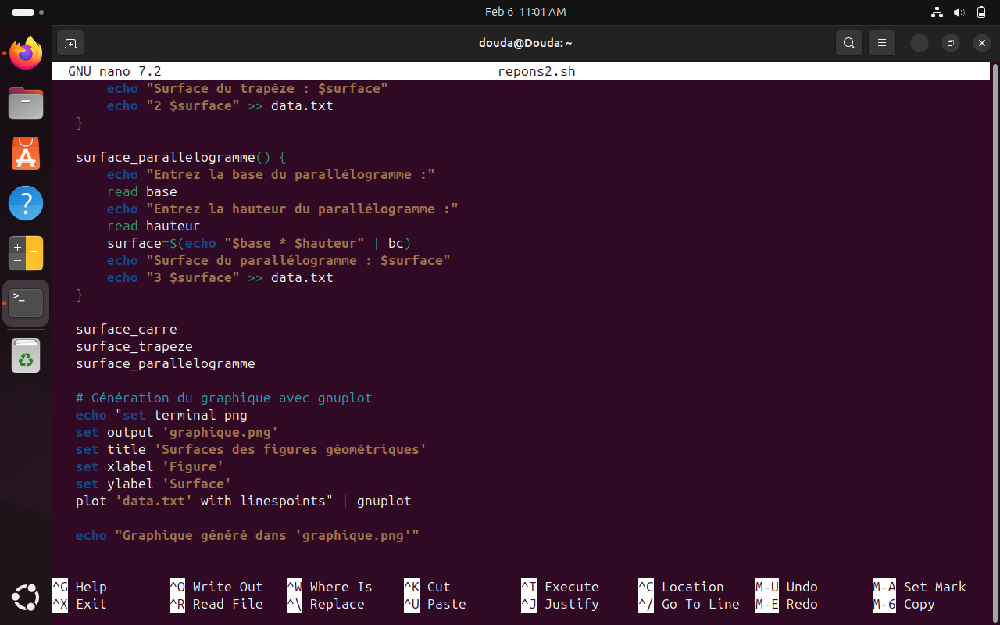 Feb 6 11:01 AM
douda@Douda: ~
GNU nano 7.2 repons2.sh
echo "Surface du trapèze : $surface"
echo "2 $surface" >> data.txt
}
surface_parallelogramme() {
echo "Entrez la base du parallélogramme :"
read base
echo "Entrez la hauteur du parallélogramme :"
read hauteur
surface=$(echo "$base * $hauteur" | bc)
echo "Surface du parallélogramme : $surface"
echo "3 $surface" >> data.txt
}
surface_carre
surface_trapeze
surface_parallelogramme
# Génération du graphique avec gnuplot
echo "set terminal png
set output 'graphique.png'
set title 'Surfaces des figures géométriques'
set xlabel 'Figure'
set ylabel 'Surface'
plot 'data.txt' with linespoints" | gnuplot
echo "Graphique généré dans 'graphique.png'"
^G Help ^O Write Out ^W Where Is ^K Cut ^T Execute ^C Location M-U Undo M-A Set Mark
^X Exit ^R Read File ^\ Replace ^U Paste ^J Justify ^/ Go To Line M-E Redo M-6 Copy